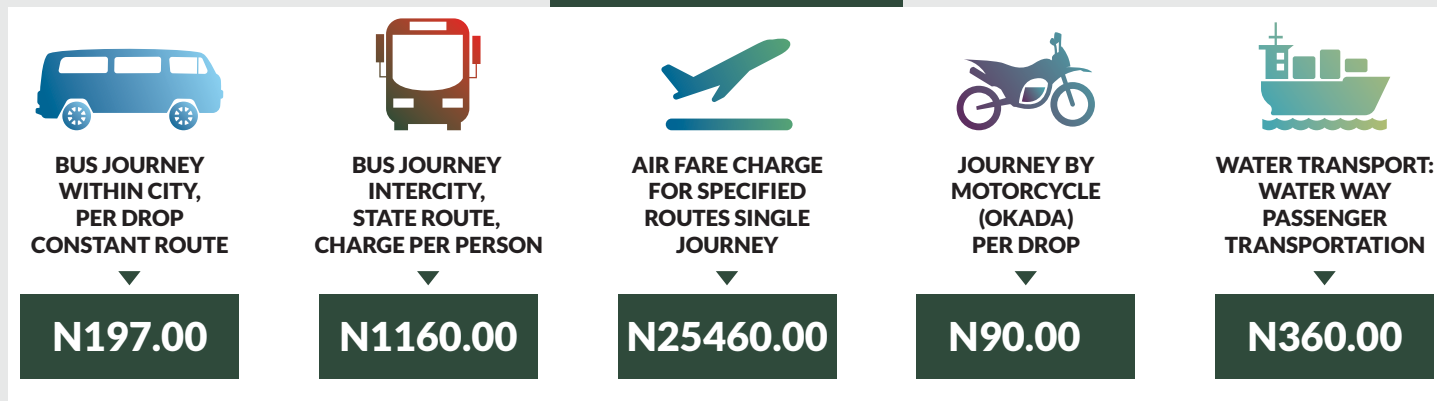 BUS JOURNEY
WITHIN CITY,
PER DROP
CONSTANT ROUTE
N197.00
BUS JOURNEY
INTERCITY,
STATE ROUTE,
CHARGE PER PERSON
N1160.00
AIR FARE CHARGE
FOR SPECIFIED
ROUTES SINGLE
JOURNEY
N25460.00
JOURNEY BY
MOTORCYCLE
(OKADA)
PER DROP
N90.00
WATER TRANSPORT:
WATER WAY
PASSENGER
TRANSPORTATION
N360.00